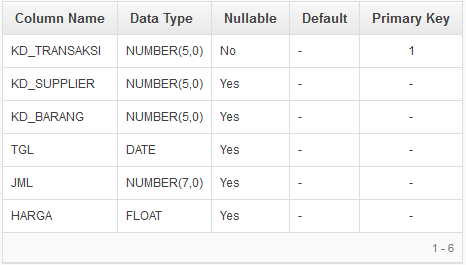 Column Name Data Type Nullable Default Primary Key
KD_TRANSAKSI NUMBER(5,0) No - 1
KD_SUPPLIER NUMBER(5,0) Yes - -
KD_BARANG NUMBER(5,0) Yes - -
TGL DATE Yes - -
JML NUMBER(7,0) Yes - -
HARGA FLOAT Yes - -
1 - 6